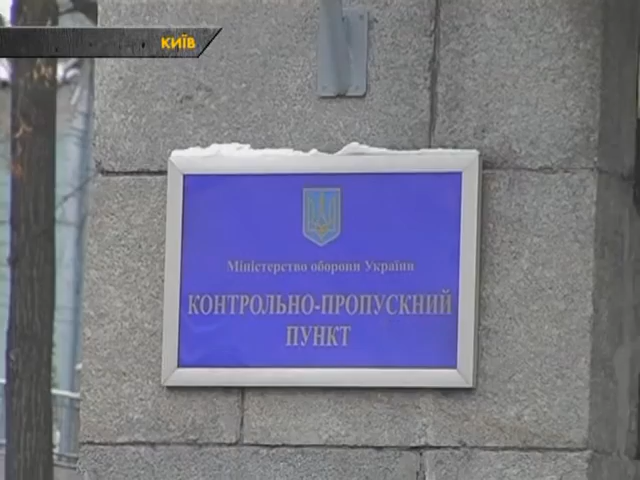 КИЇВ
Міністерство оборони України
КОНТРОЛЬНО-ПРОПУСКНИЙ
ПУНКТ